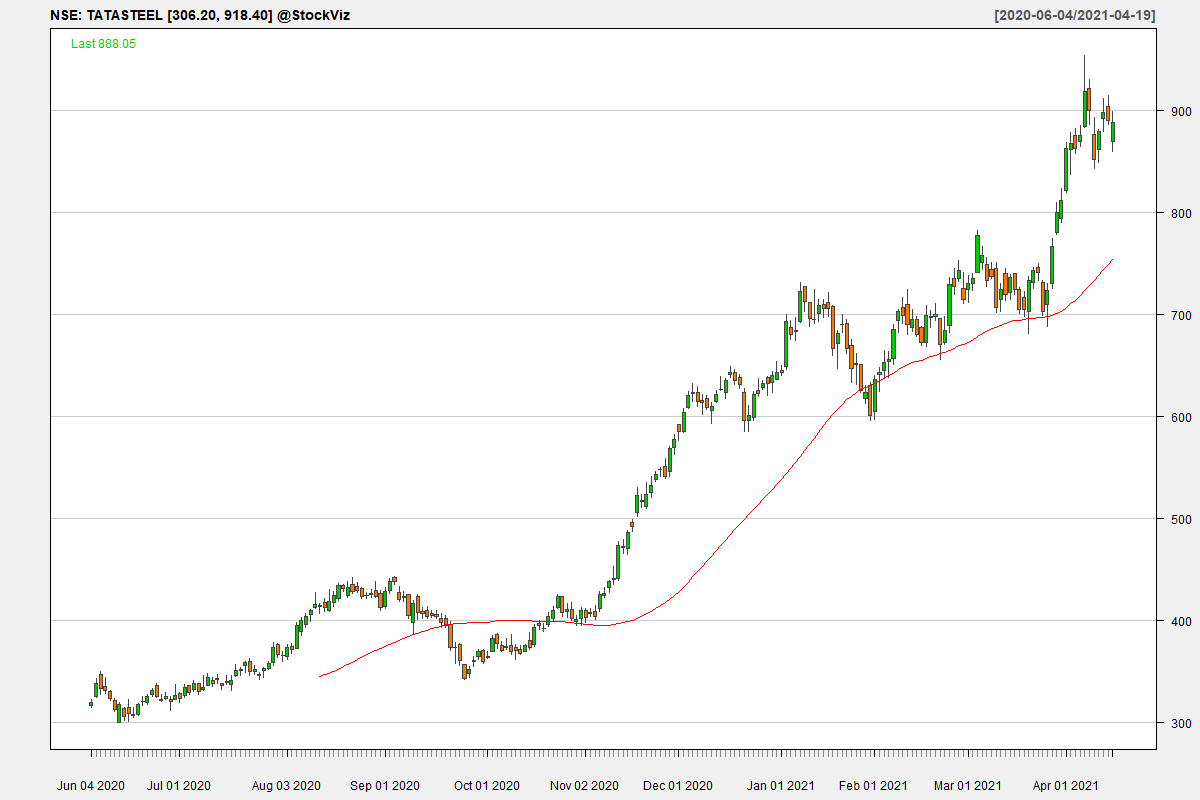 NSE: TATASTEEL [306.20, 918.40] @StockViz [2020-06-04/2021-04-19]
Last 888.05
900
800
700
600
500
400
300
Jun 04 2020 Jul 01 2020 Aug 03 2020 Sep 01 2020 Oct 01 2020 Nov 02 2020 Dec 01 2020 Jan 01 2021 Feb 01 2021 Mar 01 2021 Apr 01 2021